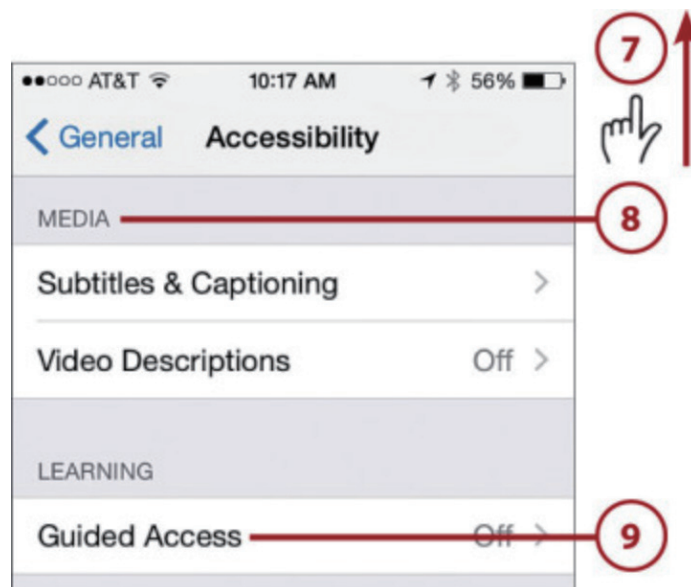 7
AT&T 10:17 AM 56%
General Accessibility
MEDIA 8
Subtitles & Captioning
Video Descriptions Off
LEARNING
Guided Access Off 9